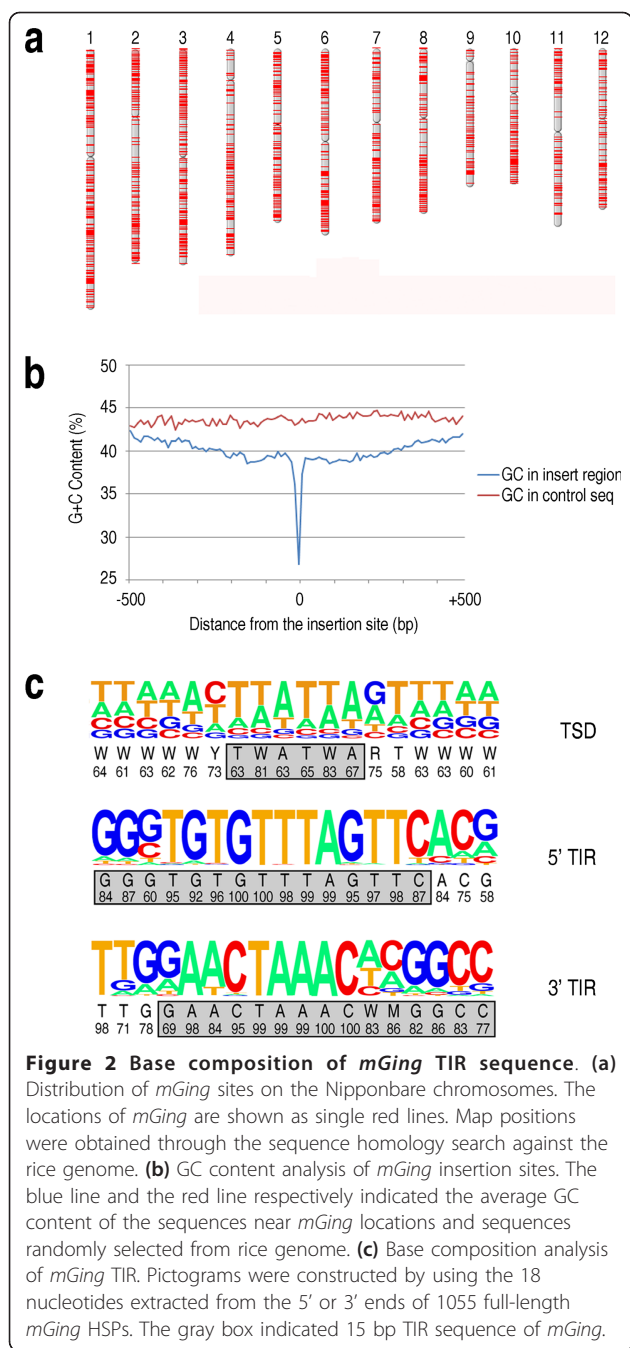 a
1 2 3 4 5 6 7 8 9 10 11 12
b
50
45
40
35
30
25
G+C Content (%)
-500 0 +500
Distance from the insertion site (bp)
GC in insert region
GC in control seq
c
TSD
W W W W W Y T W A T W A R T W W W W
64 61 63 62 76 73 63 81 63 65 83 67 75 58 63 63 60 61
5' TIR
G G G T G T G T T T A G T T C A C G
84 87 60 95 92 96 100 100 98 99 95 97 98 87 84 75 58
3' TIR
T T G G A A C T A A A C W M G G C C
98 71 78 69 98 84 95 99 99 99 100 100 83 86 82 86 83 77
Figure 2 Base composition of mGing TIR sequence. (a)
Distribution of mGing sites on the Nipponbare chromosomes. The
locations of mGing are shown as single red lines. Map positions
were obtained through the sequence homology search against the
rice genome. (b) GC content analysis of mGing insertion sites. The
blue line and the red line respectively indicated the average GC
content of the sequences near mGing locations and sequences
randomly selected from rice genome. (c) Base composition analysis
of mGing TIR. Pictograms were constructed by using the 18
nucleotides extracted from the 5' or 3' ends of 1055 full-length
mGing HSPs. The gray box indicated 15 bp TIR sequence of mGing.